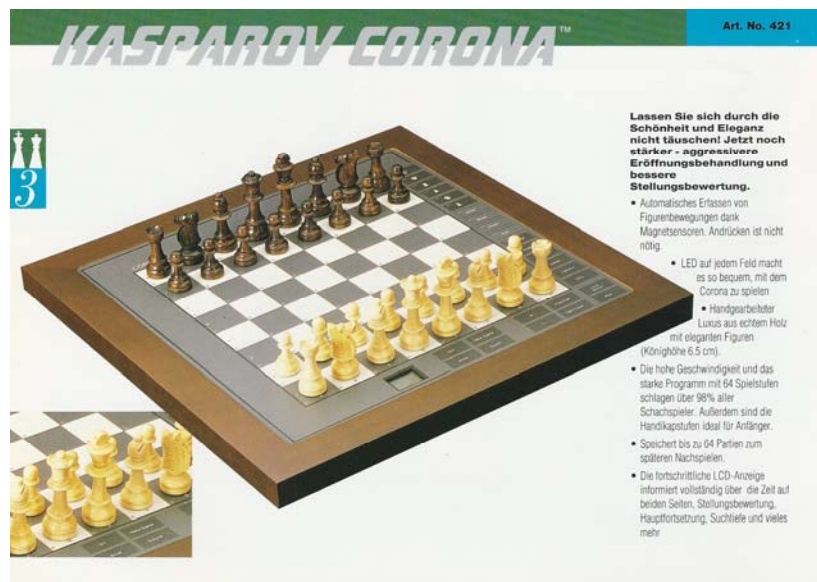 KASPAROV CORONA™
Art. No. 421
3
Lassen Sie sich durch die
Schönheit und Eleganz
nicht täuschen! Jetzt noch
stärker - aggressivere
Eröffnungsbehandlung und
bessere
Stellungsbewertung.
• Automatisches Erfassen von
Figurenbewegungen dank
Magnetsensoren. Andrücken ist nicht
nötig.
• LED auf jedem Feld macht
es so bequem, mit dem
Corona zu spielen
• Handgearbeiteter
Luxus aus echtem Holz
mit eleganten Figuren
(Könighöhe 6.5 cm).
• Die hohe Geschwindigkeit und das
starke Programm mit 64 Spielstufen
schlagen über 98% aller
Schachspieler. Außerdem sind die
Handikapstufen ideal für Anfänger.
• Speichert bis zu 64 Partien zum
späteren Nachspielen.
• Die fortschrittliche LCD-Anzeige
informiert vollständig über die Zeit auf
beiden Seiten, Stellungsbewertung,
Hauptfortsetzung, Suchtiefe und vieles
mehr